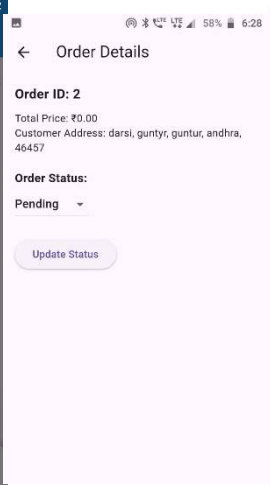 58% 6:28
Order Details
Order ID: 2
Total Price: ₹0.00
Customer Address: darsi, guntyr, guntur, andhra,
46457
Order Status:
Pending
Update Status